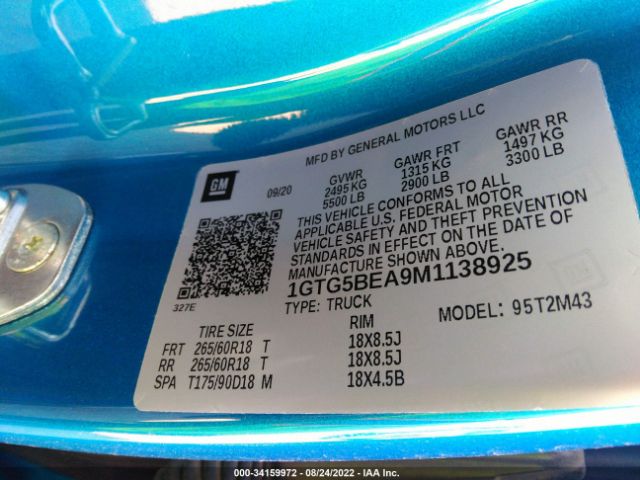 MFD BY GENERAL MOTORS LLC
GM
09/20
GVWR
2495 KG
5500 LB
GAWR FRT
1315 KG
2900 LB
GAWR RR
1497 KG
3300 LB
THIS VEHICLE CONFORMS TO ALL
APPLICABLE U.S. FEDERAL MOTOR
VEHICLE SAFETY AND THEFT PREVENTION
STANDARDS IN EFFECT ON THE DATE OF
MANUFACTURE SHOWN ABOVE.
327E
1GTG5BEA9M1138925
TYPE: TRUCK
MODEL: 95T2M43
TIRE SIZE RIM
FRT 265/60R18 T 18X8.5J
RR 265/60R18 T 18X8.5J
SPA T175/90D18 M 18X4.5B
000-34159972 - 08/24/2022 - IAA Inc.